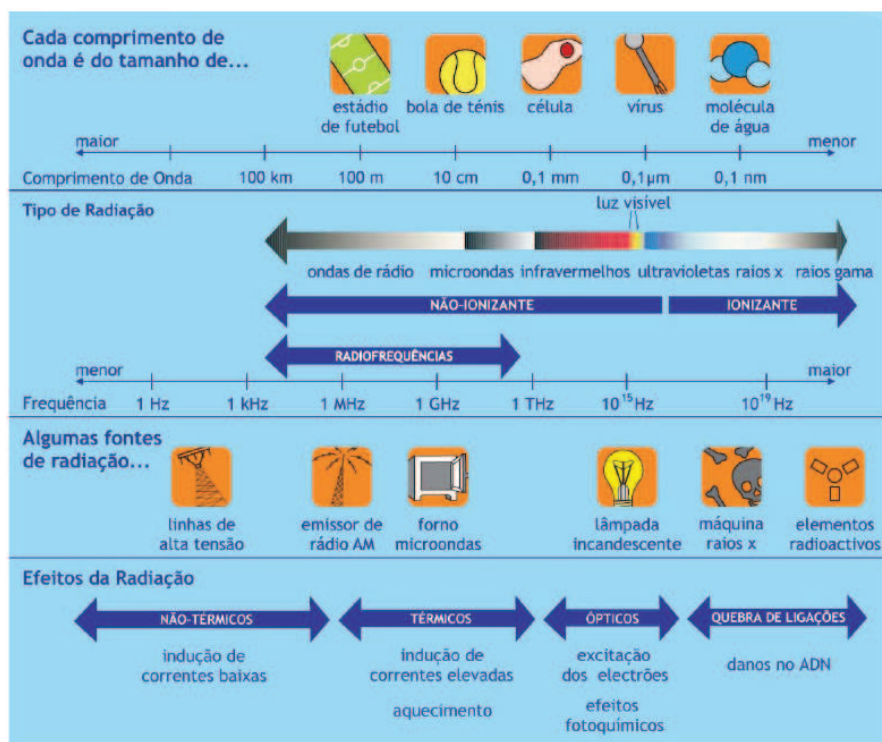 Cada comprimento de
onda é do tamanho de...
estádio
de futebol
bola de ténis
célula
vírus
molécula
de água
maior
menor
Comprimento de Onda
100 km
100 m
10 cm
0,1 mm
0,1µm
0,1 nm
Tipo de Radiação
luz visível
ondas de rádio
microondas
infravermelhos
ultravioletas
raios x
raios gama
NÃO-IONIZANTE
IONIZANTE
RADIOFREQUÊNCIAS
menor
maior
Frequência
1 Hz
1 kHz
1 MHz
1 GHz
1 THz
10¹⁵Hz
10¹⁹Hz
Algumas fontes
de radiação...
linhas de
alta tensão
emissor de
rádio AM
forno
microondas
lâmpada
incandescente
máquina
raios x
elementos
radioactivos
Efeitos da Radiação
NÃO-TÉRMICOS
TÉRMICOS
ÓPTICOS
QUEBRA DE LIGAÇÕES
indução de
correntes baixas
indução de
correntes elevadas
aquecimento
excitação
dos electrões
efeitos
fotoquímicos
danos no ADN